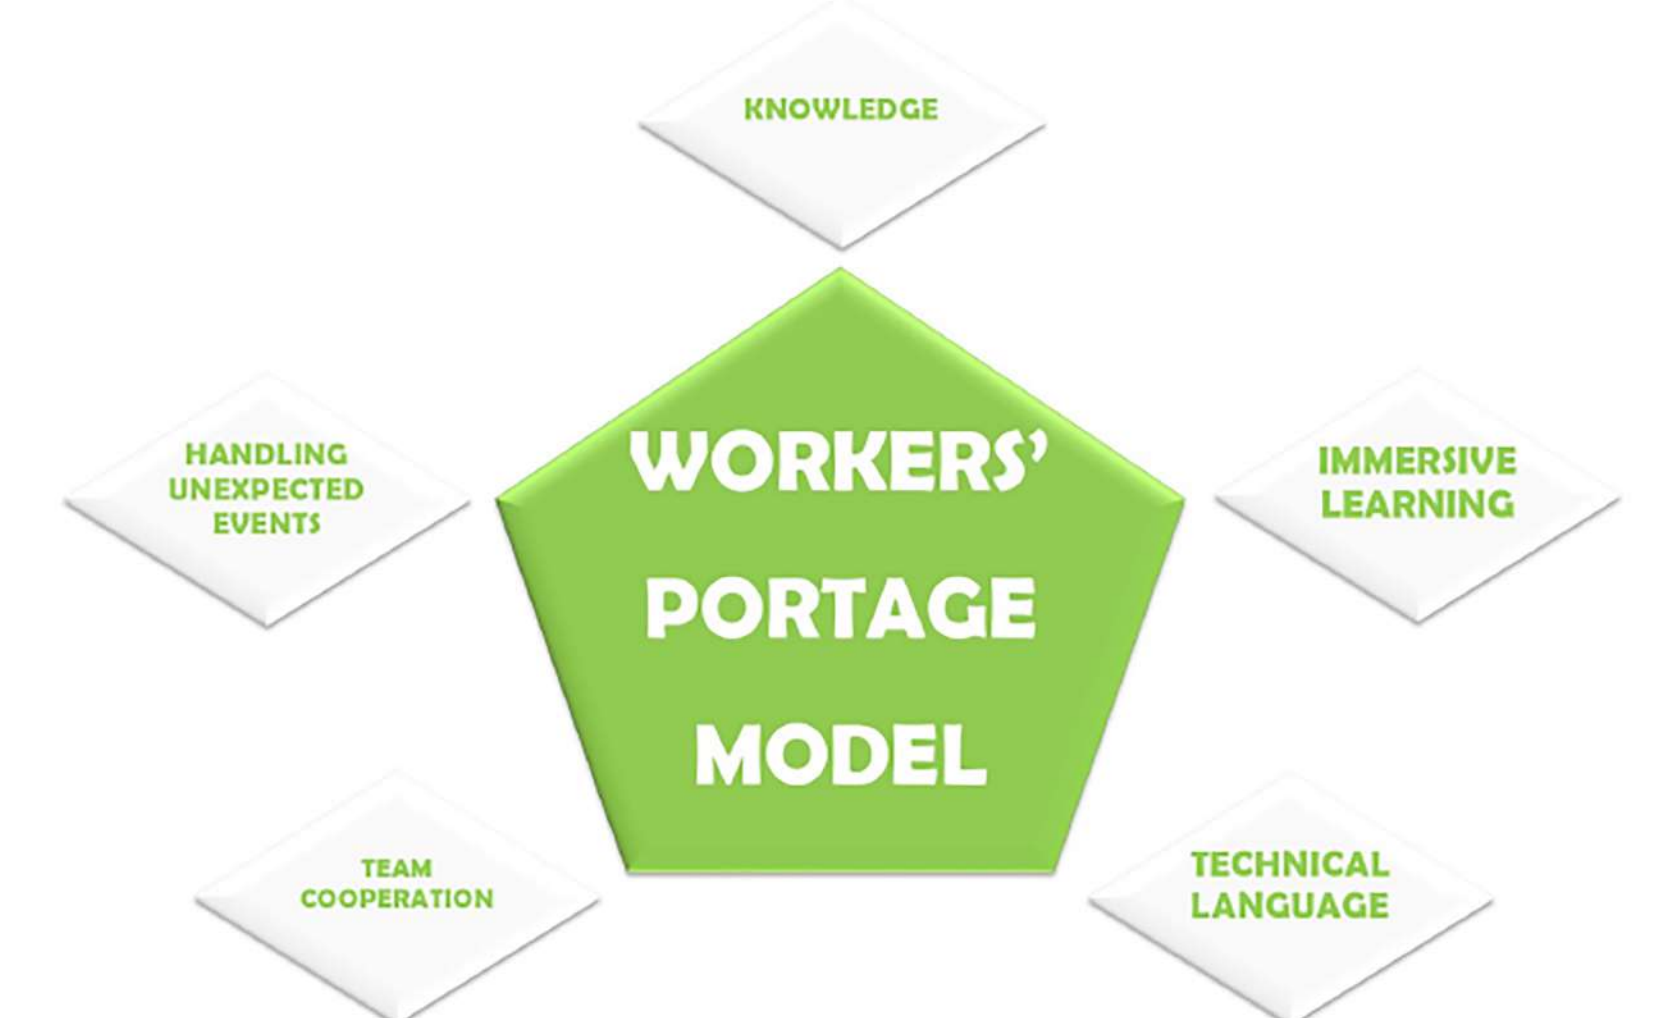 KNOWLEDGE
HANDLING
UNEXPECTED
EVENTS
WORKERS’
PORTAGE
MODEL
IMMERSIVE
LEARNING
TEAM
COOPERATION
TECHNICAL
LANGUAGE